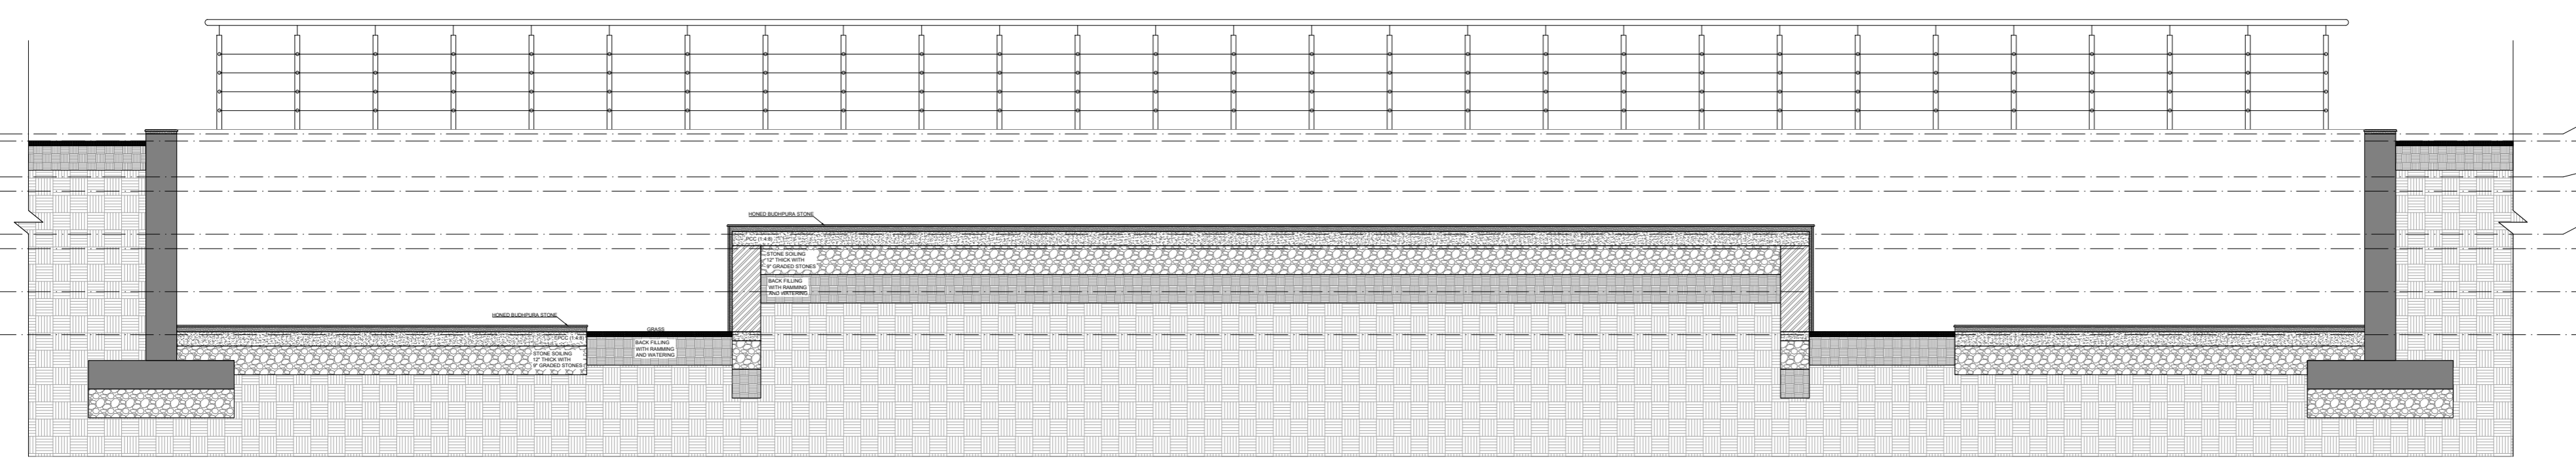 HONED BUDHPURA STONE
PCC (1:4:8)
STONE SOILING
12" THICK WITH
9" GRADED STONES
BACK FILLING
WITH RAMMING
AND WATERING
HONED BUDHPURA STONE
GRASS
PCC (1:4:8)
BACK FILLING
WITH RAMMING
AND WATERING
STONE SOILING
12" THICK WITH
9" GRADED STONES